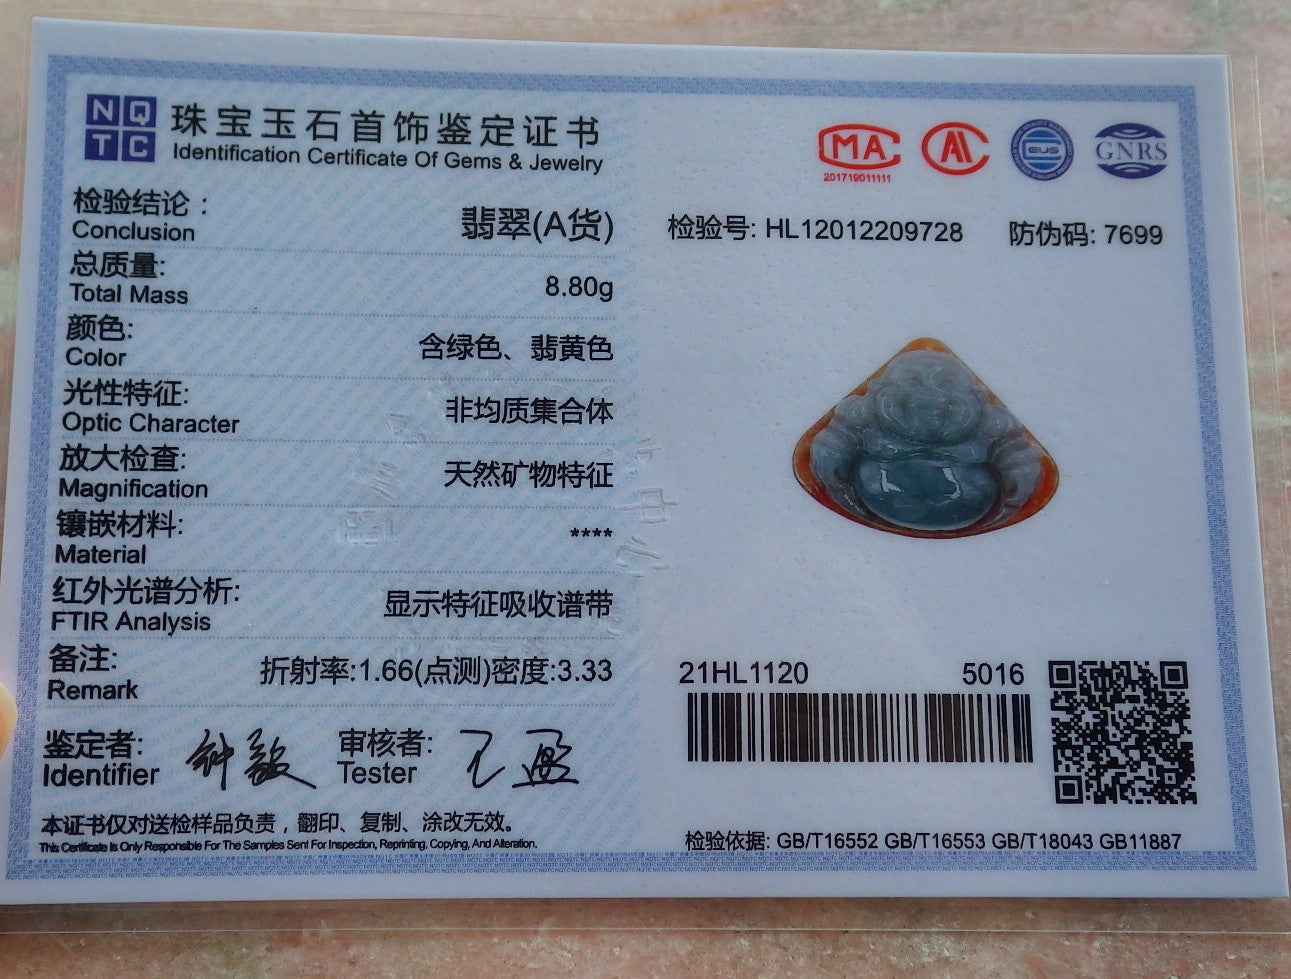 NQ
TC
珠宝玉石首饰鉴定证书
Identification Certificate Of Gems & Jewelry
MA
201719011111
GNRS
检验结论：
Conclusion
翡翠(A货)
检验号: HL12012209728
防伪码: 7699
总质量:
Total Mass
8.80g
颜色:
Color
含绿色、翡黄色
光性特征:
Optic Character
非均质集合体
放大检查:
Magnification
天然矿物特征
镶嵌材料:
Material
****
红外光谱分析:
FTIR Analysis
显示特征吸收谱带
备注:
Remark
折射率:1.66(点测)密度:3.33
21HL1120
5016
鉴定者:
Identifier
审核者:
Tester
本证书仅对送检样品负责，翻印、复制、涂改无效。
This Certificate Is Only Responsible For The Samples Sent For Inspection, Reprinting, Copying, And Alteration.
检验依据: GB/T16552 GB/T16553 GB/T18043 GB11887